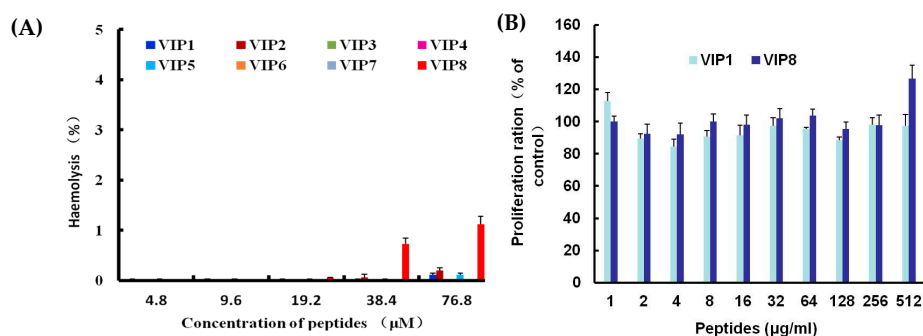 (A)
5
4
3
2
1
0
Haemolysis (%)
VIP1 VIP2 VIP3 VIP4
VIP5 VIP6 VIP7 VIP8
4.8 9.6 19.2 38.4 76.8
Concentration of peptides （μM）
(B)
160
140
120
100
80
60
40
20
0
Proliferation ration（% of
control）
VIP1 VIP8
1 2 4 8 16 32 64 128 256 512
Peptides (μg/ml)